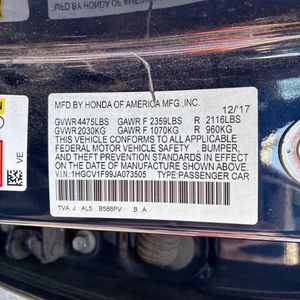 MFD.BY HONDA OF AMERICA MFG.,INC.
12/17
GVWR 4475LBS GAWR F 2359LBS R 2116LBS
GVWR 2030KG GAWR F 1070KG R 960KG
THIS VEHICLE CONFORMS TO ALL APPLICABLE
FEDERAL MOTOR VEHICLE SAFETY , BUMPER,
AND THEFT PREVENTION STANDARDS IN EFFECT
ON THE DATE OF MANUFACTURE SHOWN ABOVE.
V.I.N.:1HGCV1F99JA073505 TYPE:PASSENGER CAR
TVA J AL5 B588PV B A
VE